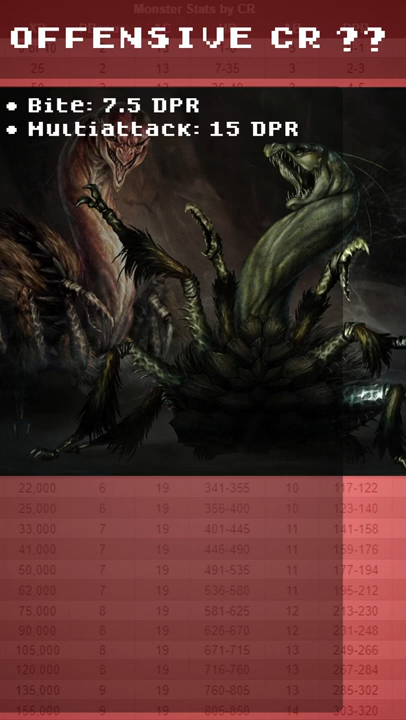 Monster Stats by CR
OFFENSIVE CR ??
25 2 13 7-35 3 2-3
• Bite: 7.5 DPR
• Multiattack: 15 DPR
22,000 6 19 341-355 10 117-122
25,000 6 19 356-400 10 123-140
33,000 7 19 401-445 11 141-158
41,000 7 19 446-490 11 159-176
50,000 7 19 491-535 11 177-194
62,000 7 19 536-580 11 195-212
75,000 8 19 581-625 12 213-230
90,000 8 19 626-670 12 231-248
105,000 8 19 671-715 13 249-266
120,000 8 19 716-760 13 267-284
135,000 9 19 760-805 13 285-302
155,000 9 19 805-850 14 303-320